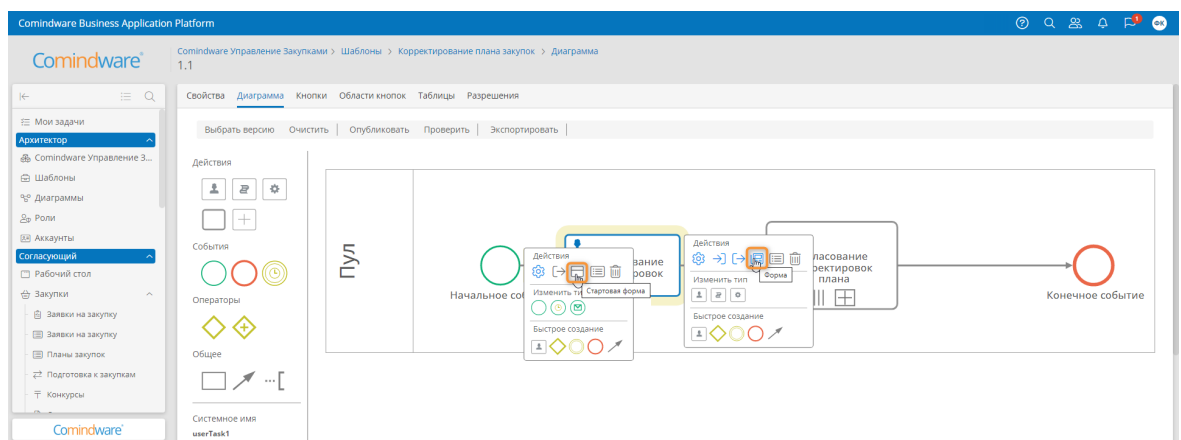 Comindware Business Application Platform
1
ФК
Comindware
Comindware Управление Закупками > Шаблоны > Корректирование плана закупок > Диаграмма
1.1
Свойства Диаграмма Кнопки Области кнопок Таблицы Разрешения
Выбрать версию Очистить Опубликовать Проверить Экспортировать
Мои задачи
Архитектор
Comindware Управление З...
Шаблоны
Диаграммы
Роли
Аккаунты
Согласующий
Рабочий стол
Закупки
Заявки на закупку
Заявки на закупку
Планы закупок
Подготовка к закупкам
Конкурсы
Comindware
Действия
События
Операторы
Общее
Системное имя
userTask1
Пул
Начальное соб
Действия
Стартовая форма
Изменить ти
Быстрое создание
вание
ровок
Действия
Форма
Изменить тип
Быстрое создание
ласование
ректировок
плана
Конечное событие